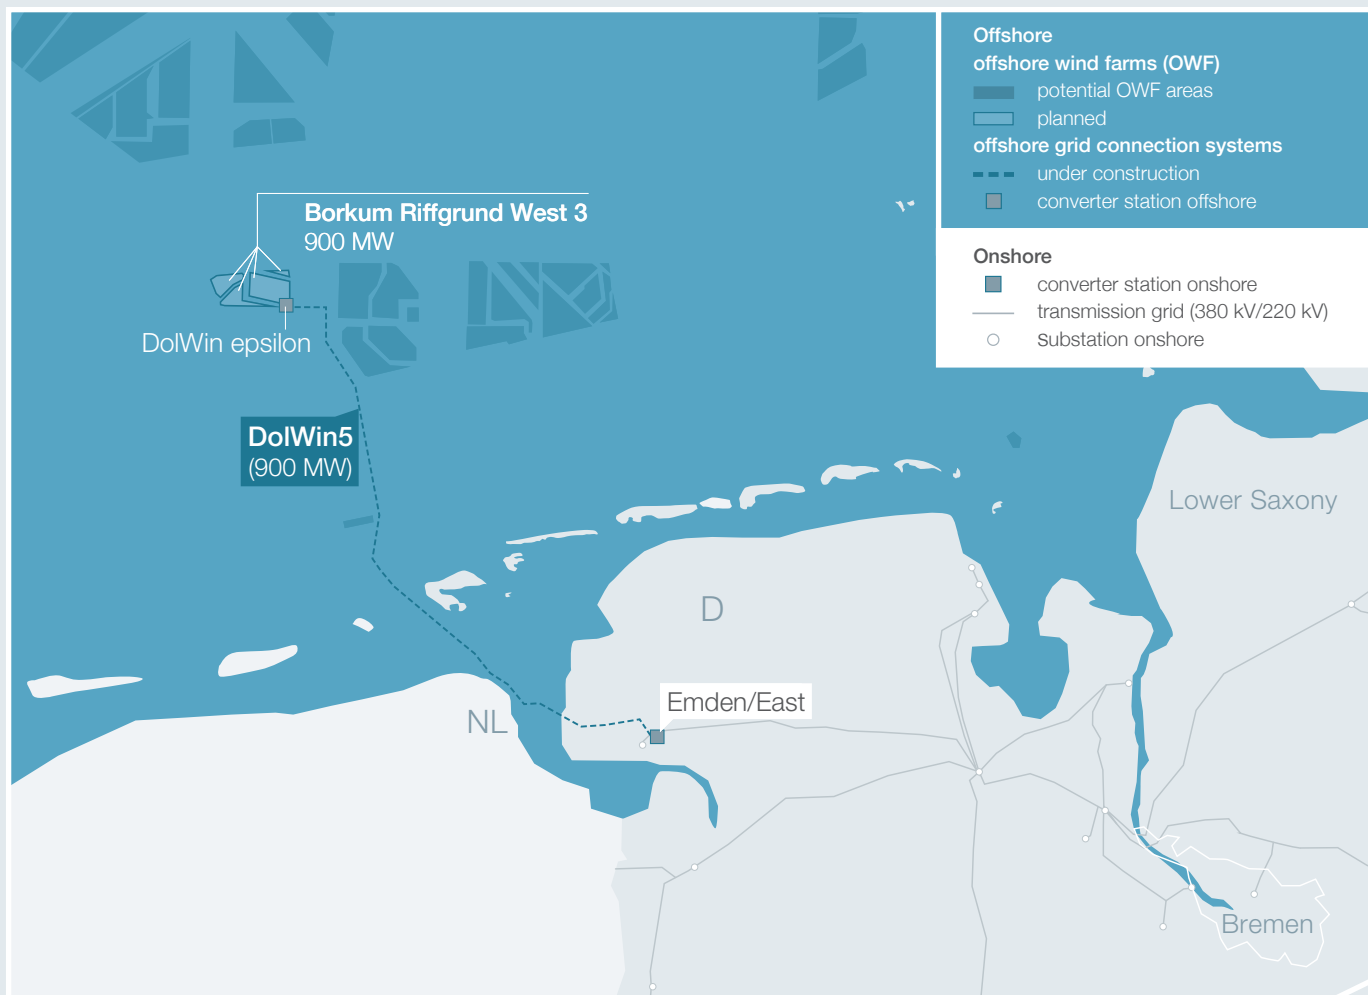 Offshore
offshore wind farms (OWF)
potential OWF areas
planned
offshore grid connection systems
under construction
converter station offshore
Onshore
converter station onshore
transmission grid (380 kV/220 kV)
Substation onshore
Borkum Riffgrund West 3
900 MW
DolWin epsilon
DolWin5
(900 MW)
Lower Saxony
D
Emden/East
NL
Bremen